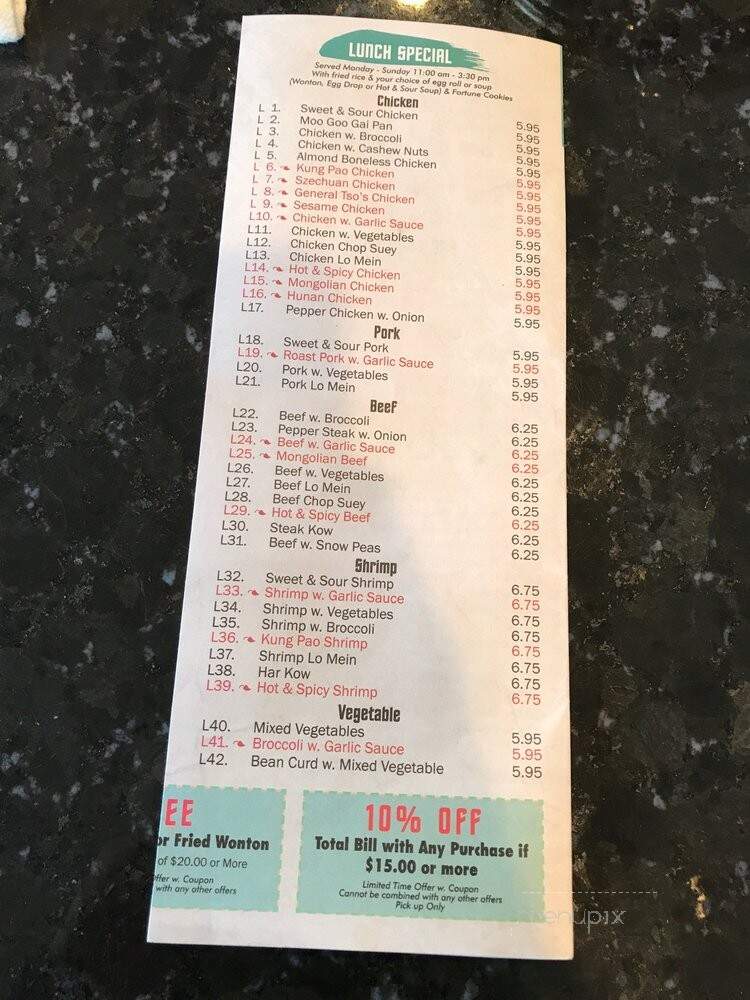 LUNCH SPECIAL
Served Monday - Sunday 11:00 am - 3:30 pm
With fried rice & your choice of egg roll or soup
(Wonton, Egg Drop or Hot & Sour Soup) & Fortune Cookies
Chicken
L 1. Sweet & Sour Chicken 5.95
L 2. Moo Goo Gai Pan 5.95
L 3. Chicken w. Broccoli 5.95
L 4. Chicken w. Cashew Nuts 5.95
L 5. Almond Boneless Chicken 5.95
L 6. Kung Pao Chicken 5.95
L 7. Szechuan Chicken 5.95
L 8. General Tso's Chicken 5.95
L 9. Sesame Chicken 5.95
L10. Chicken w. Garlic Sauce 5.95
L11. Chicken w. Vegetables 5.95
L12. Chicken Chop Suey 5.95
L13. Chicken Lo Mein 5.95
L14. Hot & Spicy Chicken 5.95
L15. Mongolian Chicken 5.95
L16. Hunan Chicken 5.95
L17. Pepper Chicken w. Onion 5.95
Pork
L18. Sweet & Sour Pork 5.95
L19. Roast Pork w. Garlic Sauce 5.95
L20. Pork w. Vegetables 5.95
L21. Pork Lo Mein 5.95
Beef
L22. Beef w. Broccoli 6.25
L23. Pepper Steak w. Onion 6.25
L24. Beef w. Garlic Sauce 6.25
L25. Mongolian Beef 6.25
L26. Beef w. Vegetables 6.25
L27. Beef Lo Mein 6.25
L28. Beef Chop Suey 6.25
L29. Hot & Spicy Beef 6.25
L30. Steak Kow 6.25
L31. Beef w. Snow Peas 6.25
Shrimp
L32. Sweet & Sour Shrimp 6.75
L33. Shrimp w. Garlic Sauce 6.75
L34. Shrimp w. Vegetables 6.75
L35. Shrimp w. Broccoli 6.75
L36. Kung Pao Shrimp 6.75
L37. Shrimp Lo Mein 6.75
L38. Har Kow 6.75
L39. Hot & Spicy Shrimp 6.75
Vegetable
L40. Mixed Vegetables 5.95
L41. Broccoli w. Garlic Sauce 5.95
L42. Bean Curd w. Mixed Vegetable 5.95
EE
or Fried Wonton
of $20.00 or More
ffer w. Coupon
with any other offers
10% OFF
Total Bill with Any Purchase if
$15.00 or more
Limited Time Offer w. Coupon
Cannot be combined with any other offers
Pick up Only
menupix